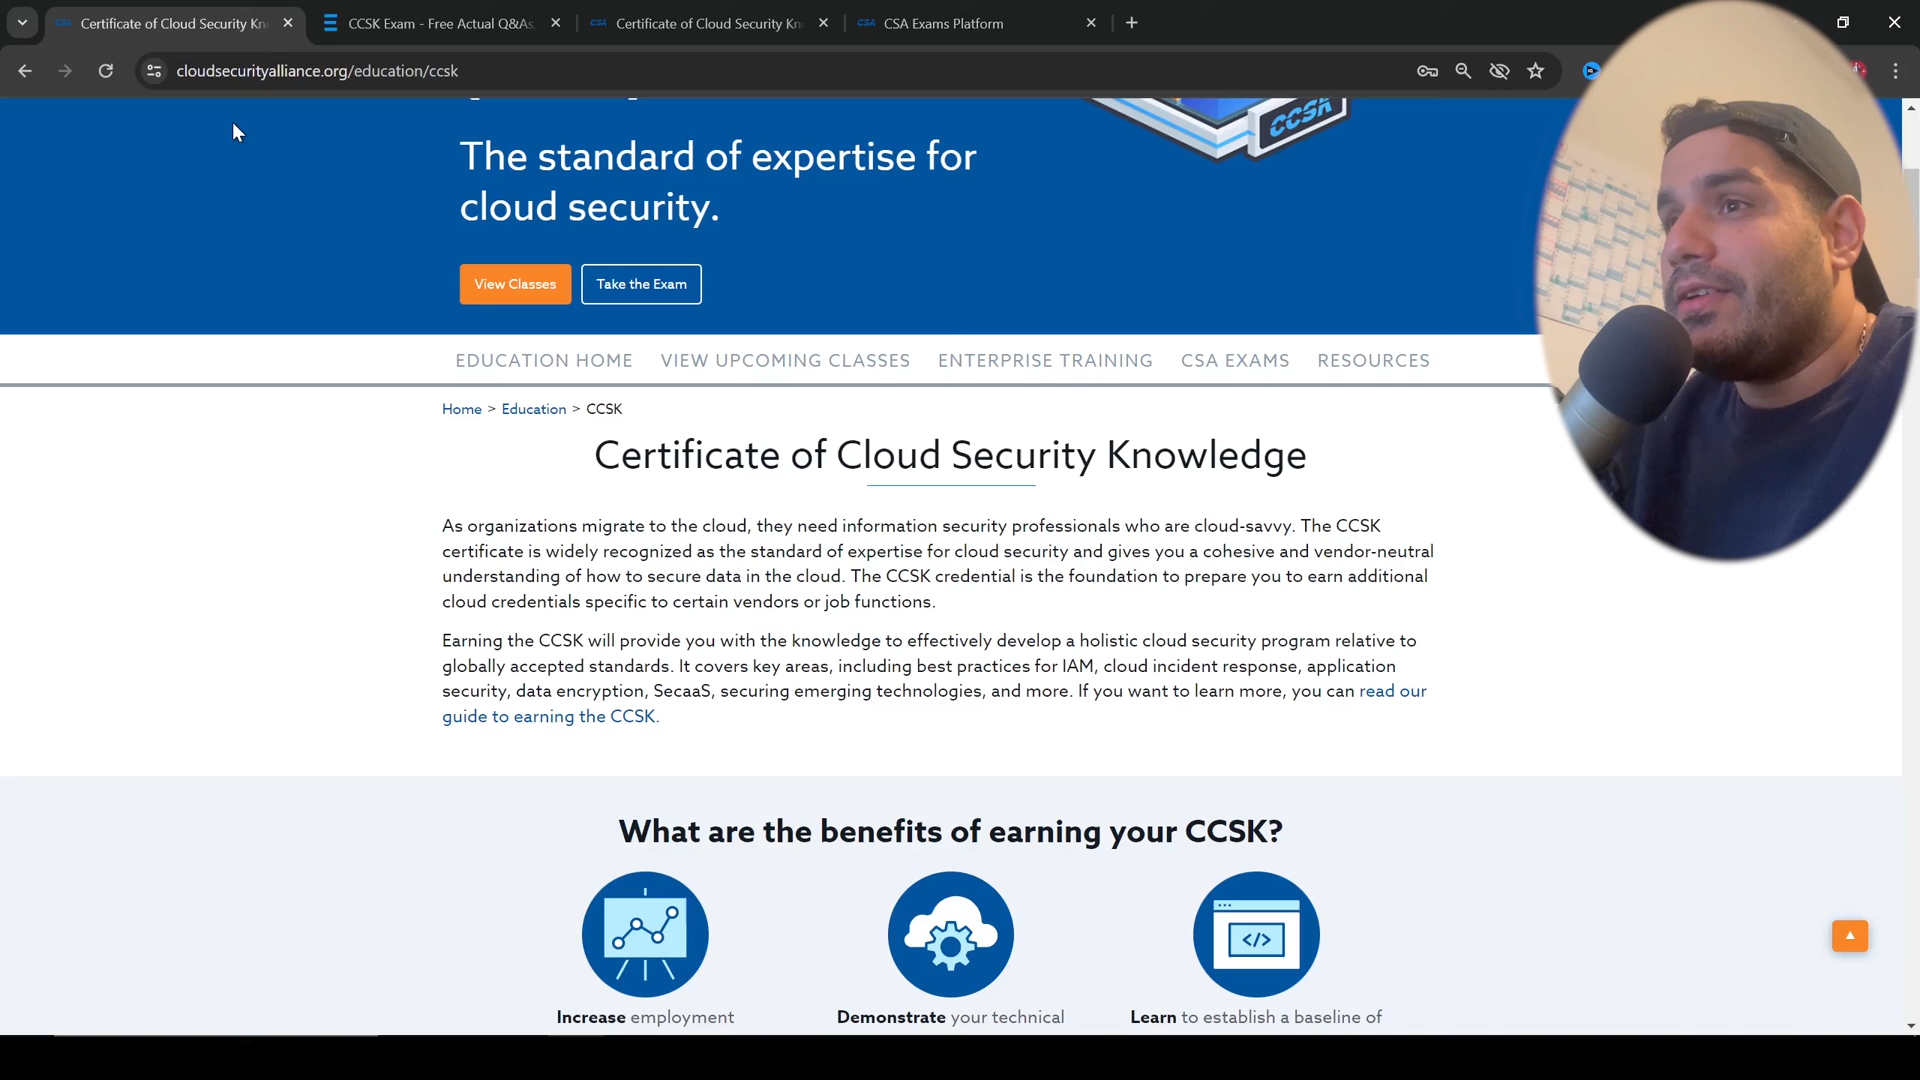 Certificate of Cloud Security Kn
CCSK Exam - Free Actual Q&As,
Certificate of Cloud Security Kn
CSA Exams Platform
cloudsecurityalliance.org/education/ccsk
CCSK
The standard of expertise for
cloud security.
View Classes
Take the Exam
EDUCATION HOME
VIEW UPCOMING CLASSES
ENTERPRISE TRAINING
CSA EXAMS
RESOURCES
Home > Education > CCSK
Certificate of Cloud Security Knowledge
As organizations migrate to the cloud, they need information security professionals who are cloud-savvy. The CCSK
certificate is widely recognized as the standard of expertise for cloud security and gives you a cohesive and vendor-neutral
understanding of how to secure data in the cloud. The CCSK credential is the foundation to prepare you to earn additional
cloud credentials specific to certain vendors or job functions.
Earning the CCSK will provide you with the knowledge to effectively develop a holistic cloud security program relative to
globally accepted standards. It covers key areas, including best practices for IAM, cloud incident response, application
security, data encryption, SecaaS, securing emerging technologies, and more. If you want to learn more, you can read our
guide to earning the CCSK.
What are the benefits of earning your CCSK?
</>
Increase employment
Demonstrate your technical
Learn to establish a baseline of